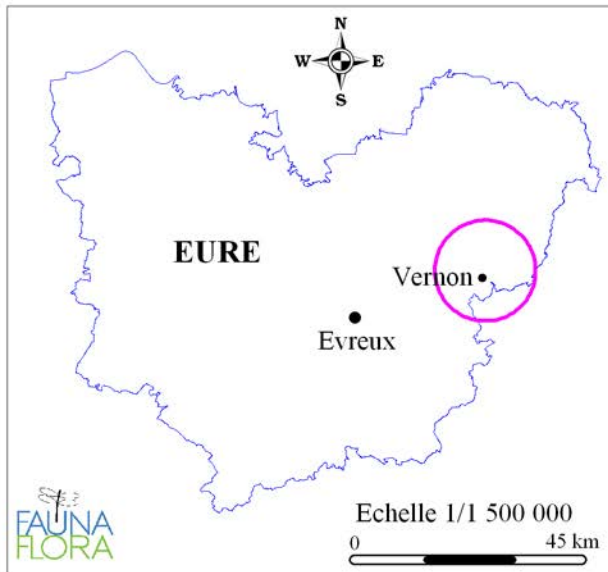 N
W E
S
EURE
Vernon
Evreux
Echelle 1/1 500 000
0 45 km
FAUNA
FLORA